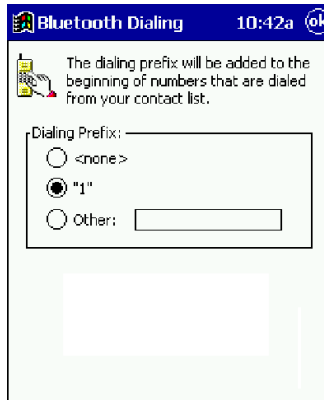 Bluetooth Dialing 10:42a ok
The dialing prefix will be added to the
beginning of numbers that are dialed
from your contact list.
Dialing Prefix:
<none>
"1"
Other: